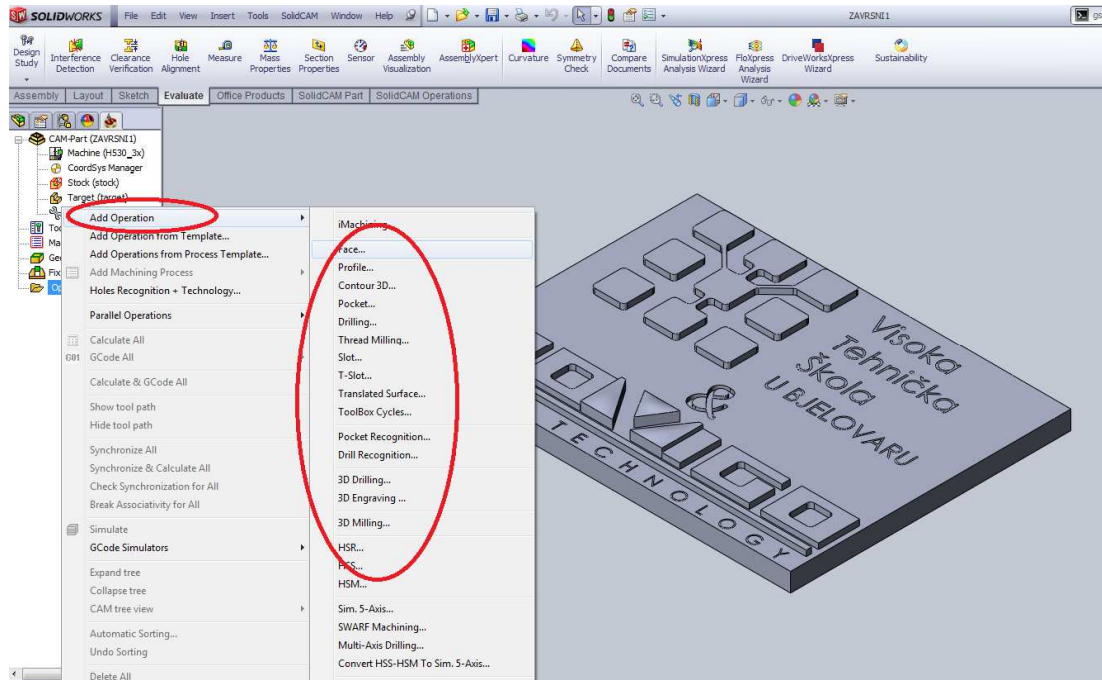 SOLIDWORKS File Edit View Insert Tools SolidCAM Window Help ZAVRSNI1
Design Study
Interference Detection
Clearance Verification
Hole Alignment
Measure
Mass Properties
Section Properties
Sensor
Assembly Visualization
AssemblyXpert
Curvature
Symmetry Check
Compare Documents
SimulationXpress Analysis Wizard
FloXpress Analysis Wizard
DriveWorksXpress Wizard
Sustainability
Assembly Layout Sketch Evaluate Office Products SolidCAM Part SolidCAM Operations
CAM-Part (ZAVRSNI1)
Machine (H530_3x)
CoordSys Manager
Stock (stock)
Target (target)
Add Operation
Add Operation from Template...
Add Operations from Process Template...
Add Machining Process
Holes Recognition + Technology...
Parallel Operations
Calculate All
G01 GCode All
Calculate & GCode All
Show tool path
Hide tool path
Synchronize All
Synchronize & Calculate All
Check Synchronization for All
Break Associativity for All
Simulate
GCode Simulators
Expand tree
Collapse tree
CAM tree view
Automatic Sorting...
Undo Sorting
Delete All
iMachining...
Face...
Profile...
Contour 3D...
Pocket...
Drilling...
Thread Milling...
Slot...
T-Slot...
Translated Surface...
ToolBox Cycles...
Pocket Recognition...
Drill Recognition...
3D Drilling...
3D Engraving ...
3D Milling...
HSR...
HSS...
HSM...
Sim. 5-Axis...
SWARF Machining...
Multi-Axis Drilling...
Convert HSS-HSM To Sim. 5-Axis...
Visoka
Tehnička
Škola
U BJELOVARU
&
TECHNOLOGY